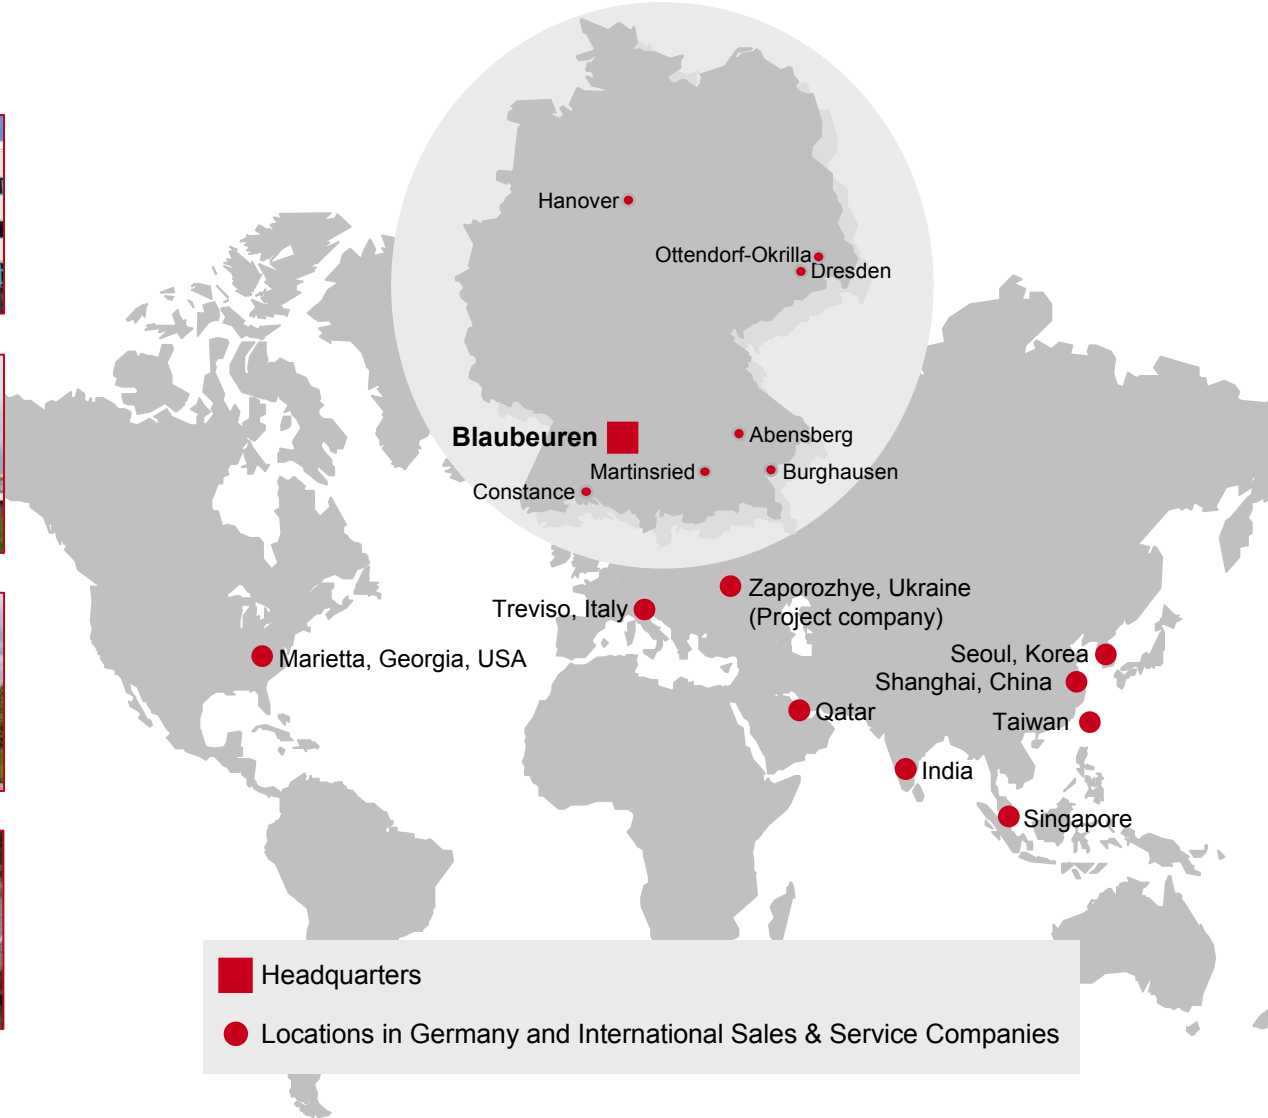 Hanover
Ottendorf-Okrilla
Dresden
Blaubeuren
Abensberg
Martinsried
Burghausen
Constance
Zaporozhye, Ukraine
(Project company)
Treviso, Italy
Marietta, Georgia, USA
Seoul, Korea
Shanghai, China
Qatar
Taiwan
India
Singapore
Headquarters
Locations in Germany and International Sales & Service Companies